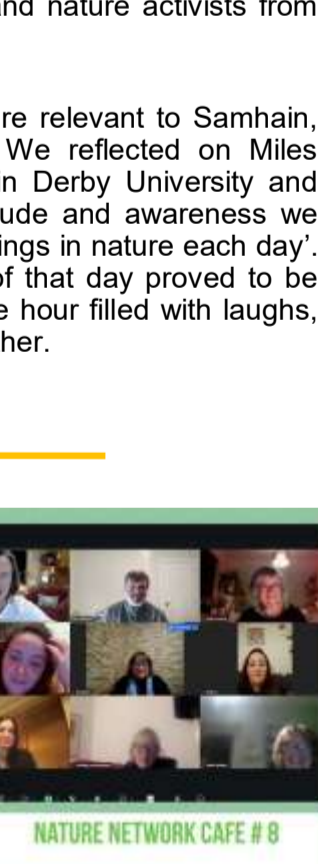 and nature activists from
re relevant to Samhain,
We reflected on Miles
in Derby University and
ude and awareness we
ings in nature each day’.
of that day proved to be
e hour filled with laughs,
her.
NATURE NETWORK CAFE # 8